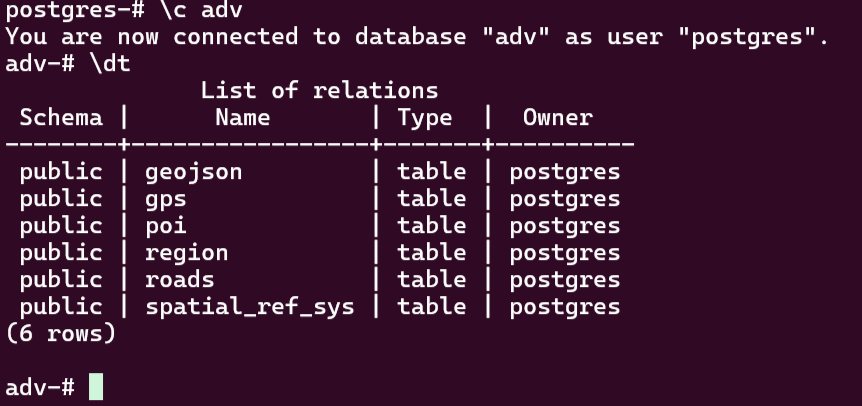 postgres-# \c adv
You are now connected to database "adv" as user "postgres".
adv-# \dt
             List of relations
 Schema |      Name       | Type  |  Owner
--------+-----------------+-------+----------
 public | geojson         | table | postgres
 public | gps             | table | postgres
 public | poi             | table | postgres
 public | region          | table | postgres
 public | roads           | table | postgres
 public | spatial_ref_sys | table | postgres
(6 rows)
adv-#